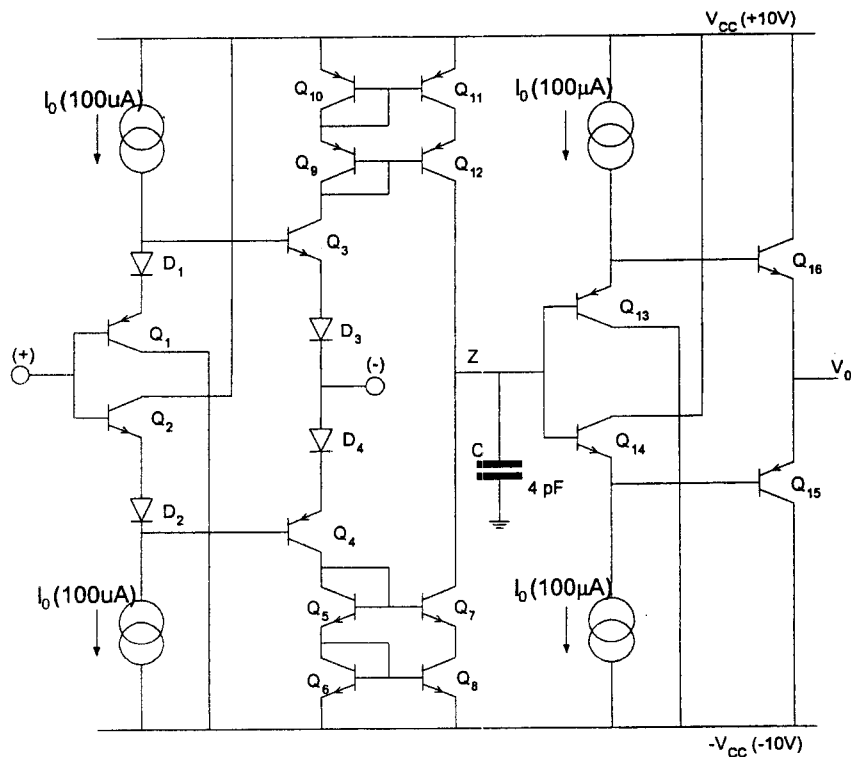 V_CC (+10V)
I_0 (100uA)
Q_10
Q_11
I_0 (100μA)
Q_9
Q_12
Q_3
Q_16
D_1
Q_13
Q_1
D_3
(+)
(-)
Z
V_0
Q_2
D_4
Q_14
C
4 pF
Q_15
D_2
Q_4
I_0 (100uA)
Q_5
Q_7
I_0 (100μA)
Q_6
Q_8
-V_CC (-10V)